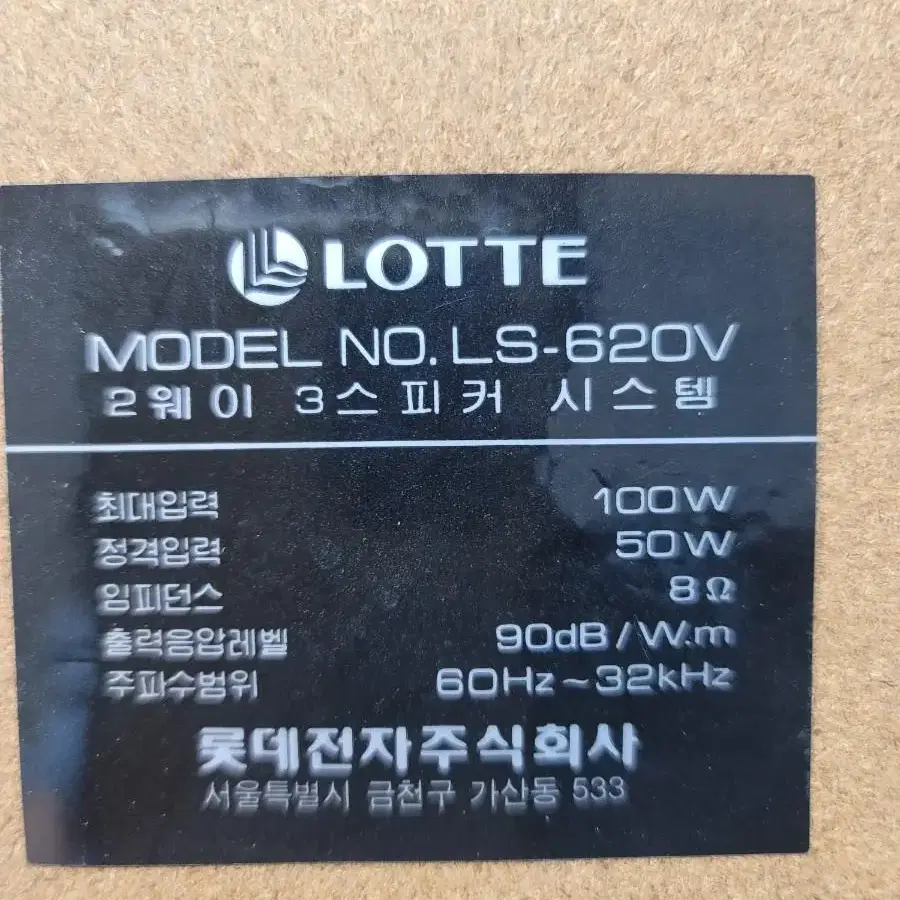 LOTTE
MODEL NO. LS-620V
2웨이 3스피커 시스템
최대입력 100W
정격입력 50W
임피던스 8Ω
출력음압레벨 90dB/W.m
주파수범위 60Hz~32kHz
롯데전자주식회사
서울특별시 금천구 가산동 533